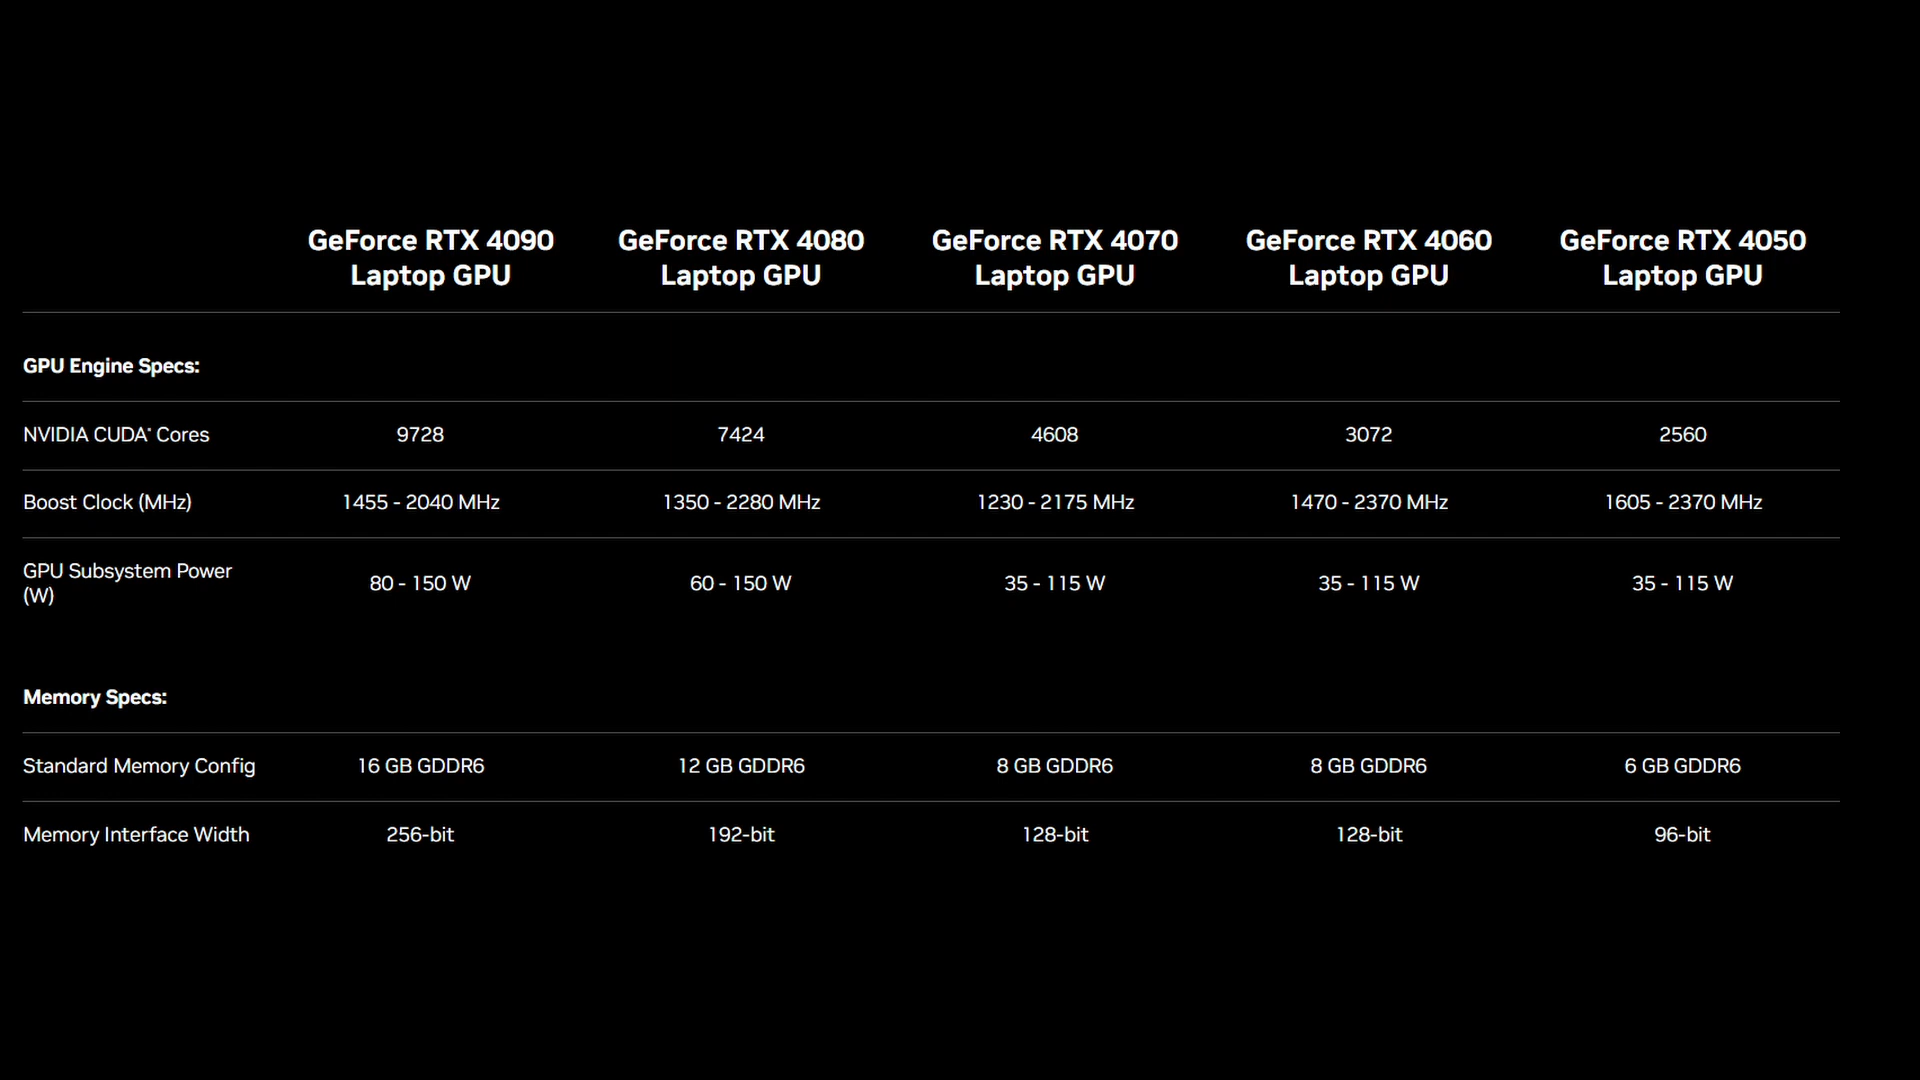 GeForce RTX 4090 Laptop GPU
GeForce RTX 4080 Laptop GPU
GeForce RTX 4070 Laptop GPU
GeForce RTX 4060 Laptop GPU
GeForce RTX 4050 Laptop GPU
GPU Engine Specs:
NVIDIA CUDA® Cores 9728 7424 4608 3072 2560
Boost Clock (MHz) 1455 - 2040 MHz 1350 - 2280 MHz 1230 - 2175 MHz 1470 - 2370 MHz 1605 - 2370 MHz
GPU Subsystem Power (W) 80 - 150 W 60 - 150 W 35 - 115 W 35 - 115 W 35 - 115 W
Memory Specs:
Standard Memory Config 16 GB GDDR6 12 GB GDDR6 8 GB GDDR6 8 GB GDDR6 6 GB GDDR6
Memory Interface Width 256-bit 192-bit 128-bit 128-bit 96-bit